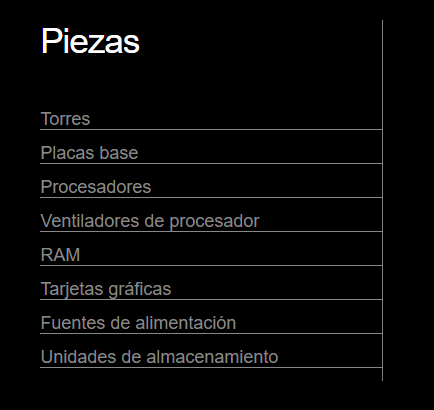 Piezas
Torres
Placas base
Procesadores
Ventiladores de procesador
RAM
Tarjetas gráficas
Fuentes de alimentación
Unidades de almacenamiento